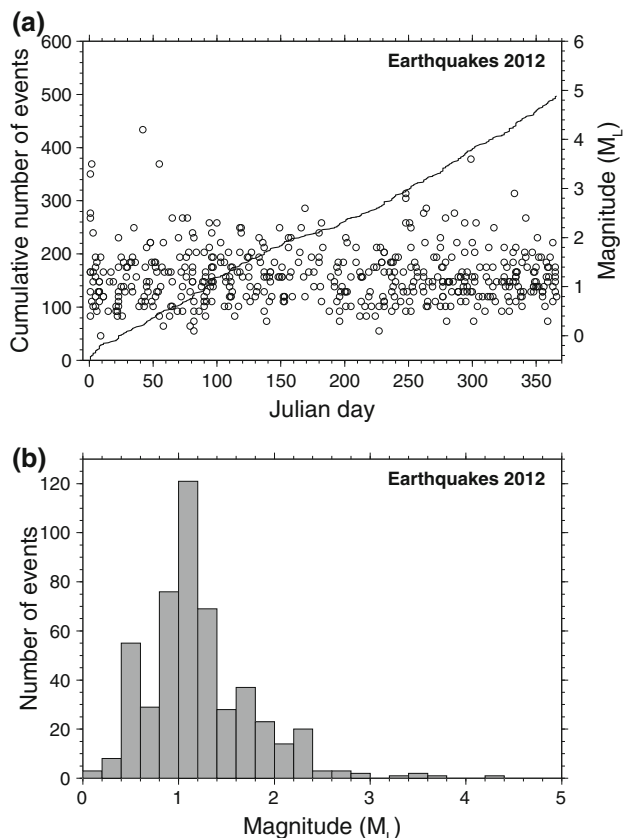 (a)
Earthquakes 2012
600
500
400
300
200
100
0
Cumulative number of events
6
5
4
3
2
1
0
Magnitude (M_L)
0 50 100 150 200 250 300 350
Julian day
(b)
Earthquakes 2012
120
100
80
60
40
20
0
Number of events
0 1 2 3 4 5
Magnitude (M_L)